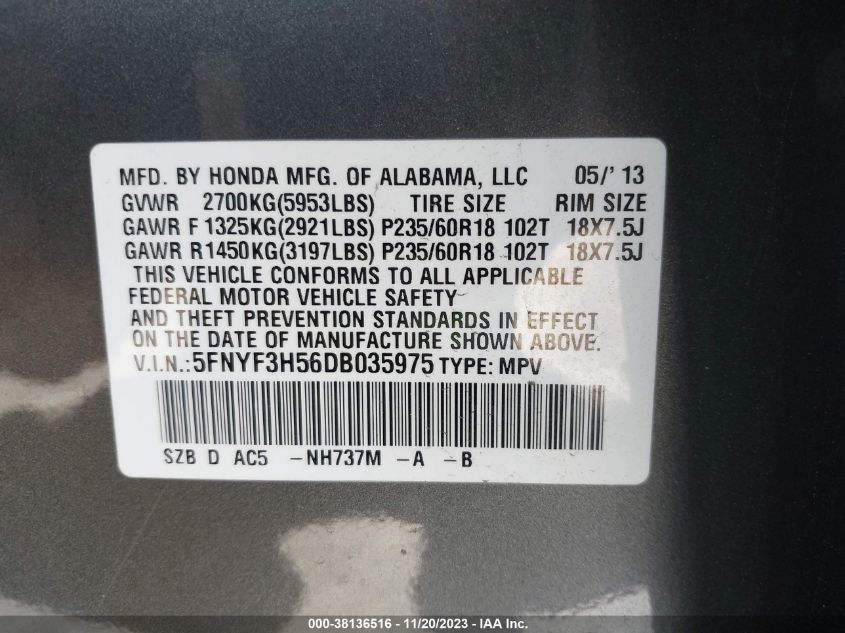 MFD. BY HONDA MFG. OF ALABAMA, LLC 05/' 13
GVWR 2700KG(5953LBS) TIRE SIZE RIM SIZE
GAWR F 1325KG(2921LBS) P235/60R18 102T 18X7.5J
GAWR R1450KG(3197LBS) P235/60R18 102T 18X7.5J
THIS VEHICLE CONFORMS TO ALL APPLICABLE
FEDERAL MOTOR VEHICLE SAFETY
AND THEFT PREVENTION STANDARDS IN EFFECT
ON THE DATE OF MANUFACTURE SHOWN ABOVE.
V.I.N.:5FNYF3H56DB035975 TYPE: MPV
SZB D AC5 -NH737M -A -B
000-38136516 - 11/20/2023 - IAA Inc.